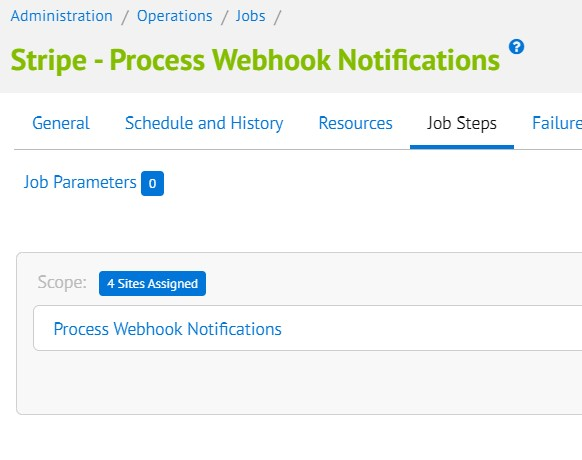 Administration / Operations / Jobs /
Stripe - Process Webhook Notifications ?
General Schedule and History Resources Job Steps Failure
Job Parameters 0
Scope: 4 Sites Assigned
Process Webhook Notifications